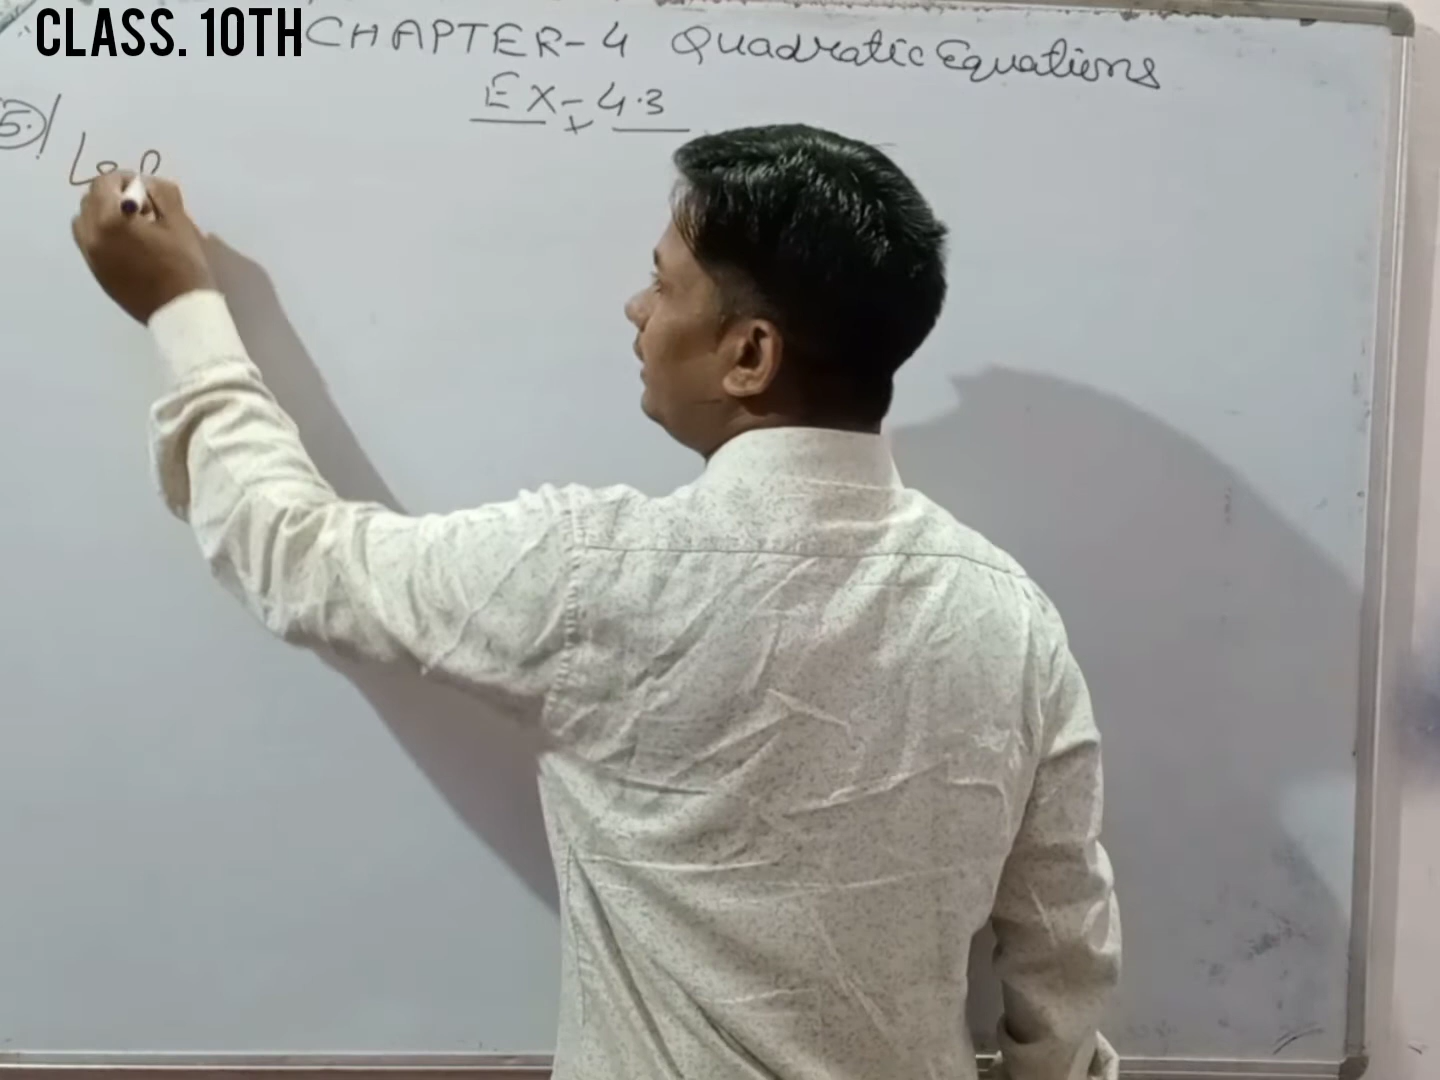 CLASS. 10TH CHAPTER-4 Quadratic Equations
EX-4.3
5.